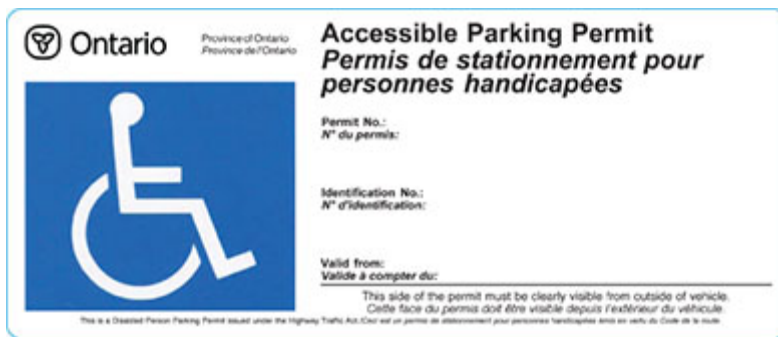 Ontario
Province of Ontario
Province de l'Ontario
Accessible Parking Permit
Permis de stationnement pour
personnes handicapées
Permit No.:
N° du permis:
Identification No.:
N° d'identification:
Valid from:
Valide à compter du:
This side of the permit must be clearly visible from outside of vehicle.
Cette face du permis doit être visible depuis l'extérieur du véhicule.
This is a Disabled Person Parking Permit issued under the Highway Traffic Act./Ceci est un permis de stationnement pour personnes handicapées émis en vertu du Code de la route.